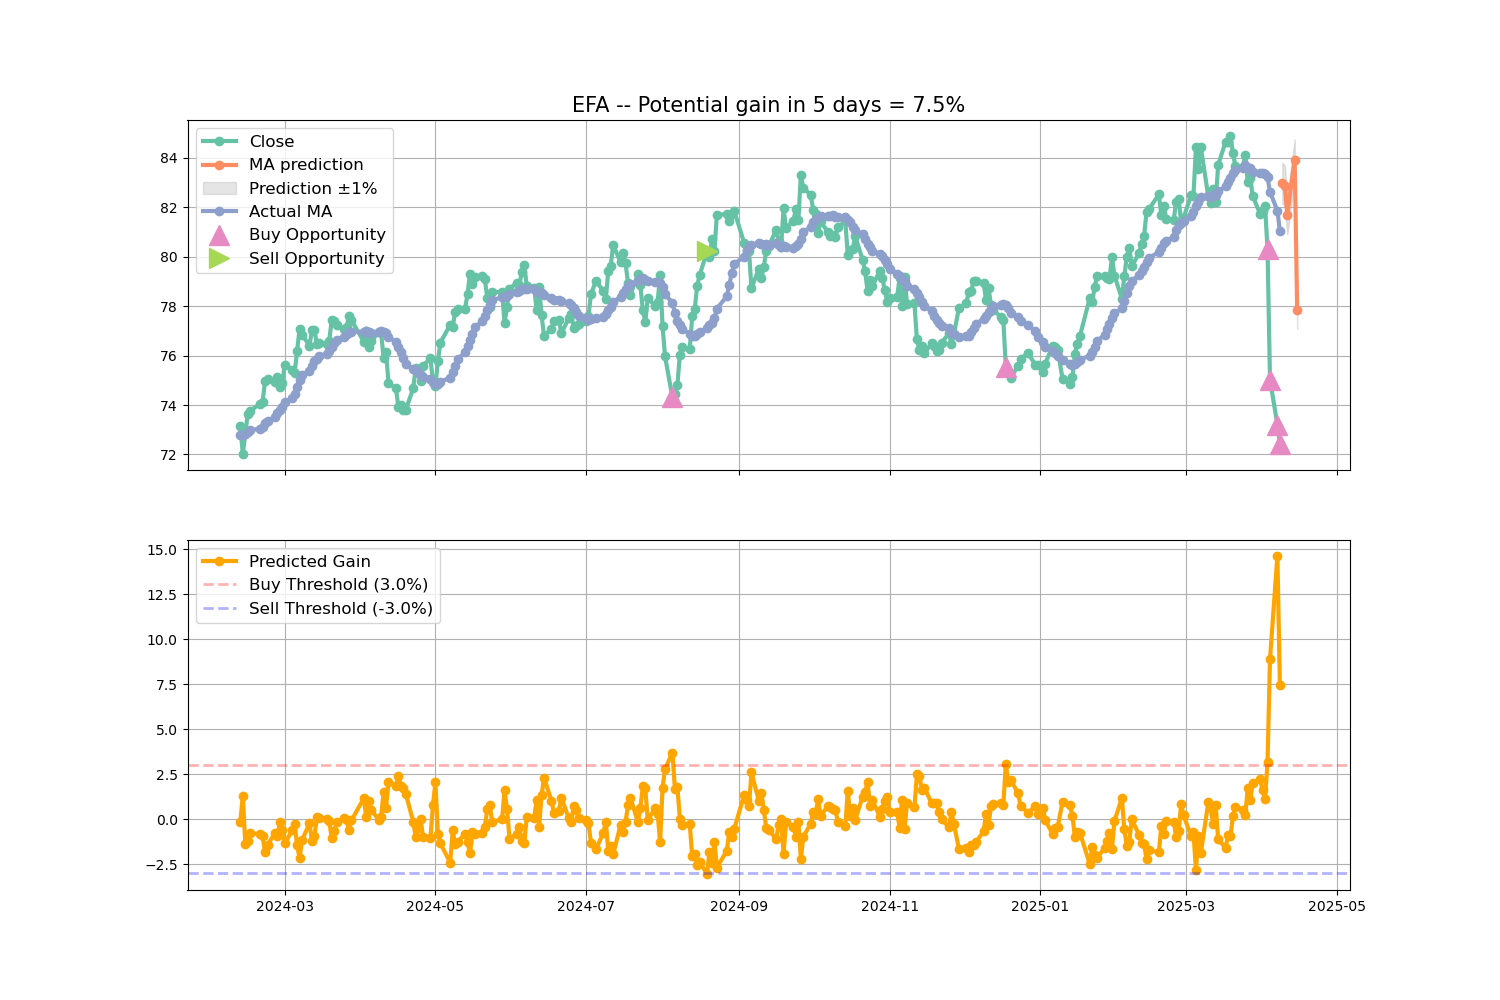 EFA -- Potential gain in 5 days = 7.5%
Close
MA prediction
Prediction ±1%
Actual MA
Buy Opportunity
Sell Opportunity
84
82
80
78
76
74
72
Predicted Gain
Buy Threshold (3.0%)
Sell Threshold (-3.0%)
15.0
12.5
10.0
7.5
5.0
2.5
0.0
−2.5
2024-03
2024-05
2024-07
2024-09
2024-11
2025-01
2025-03
2025-05